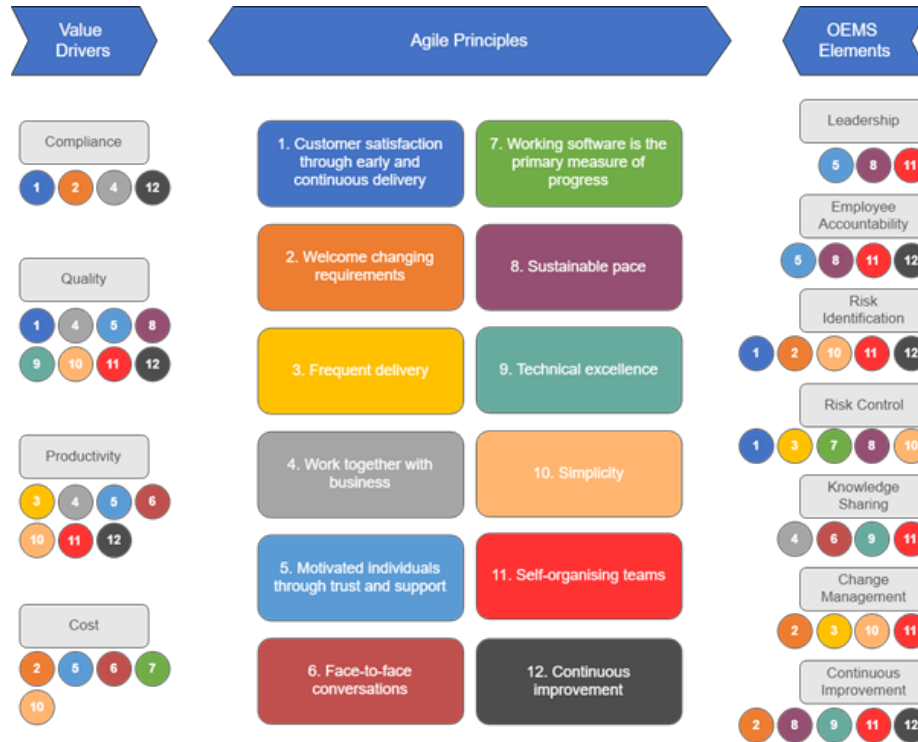 Value
Drivers
Agile Principles
OEMS
Elements
Compliance
1 2 4 12
Quality
1 4 5 8
9 10 11 12
Productivity
3 4 5 6
10 11 12
Cost
2 5 6 7
10
1. Customer satisfaction
through early and
continuous delivery
2. Welcome changing
requirements
3. Frequent delivery
4. Work together with
business
5. Motivated individuals
through trust and support
6. Face-to-face
conversations
7. Working software is the
primary measure of
progress
8. Sustainable pace
9. Technical excellence
10. Simplicity
11. Self-organising teams
12. Continuous
improvement
Leadership
5 8 11
Employee
Accountability
5 8 11 12
Risk
Identification
1 2 10 11 12
Risk Control
1 3 7 8 10
Knowledge
Sharing
4 6 9 11
Change
Management
2 3 10 11
Continuous
Improvement
2 8 9 11 12